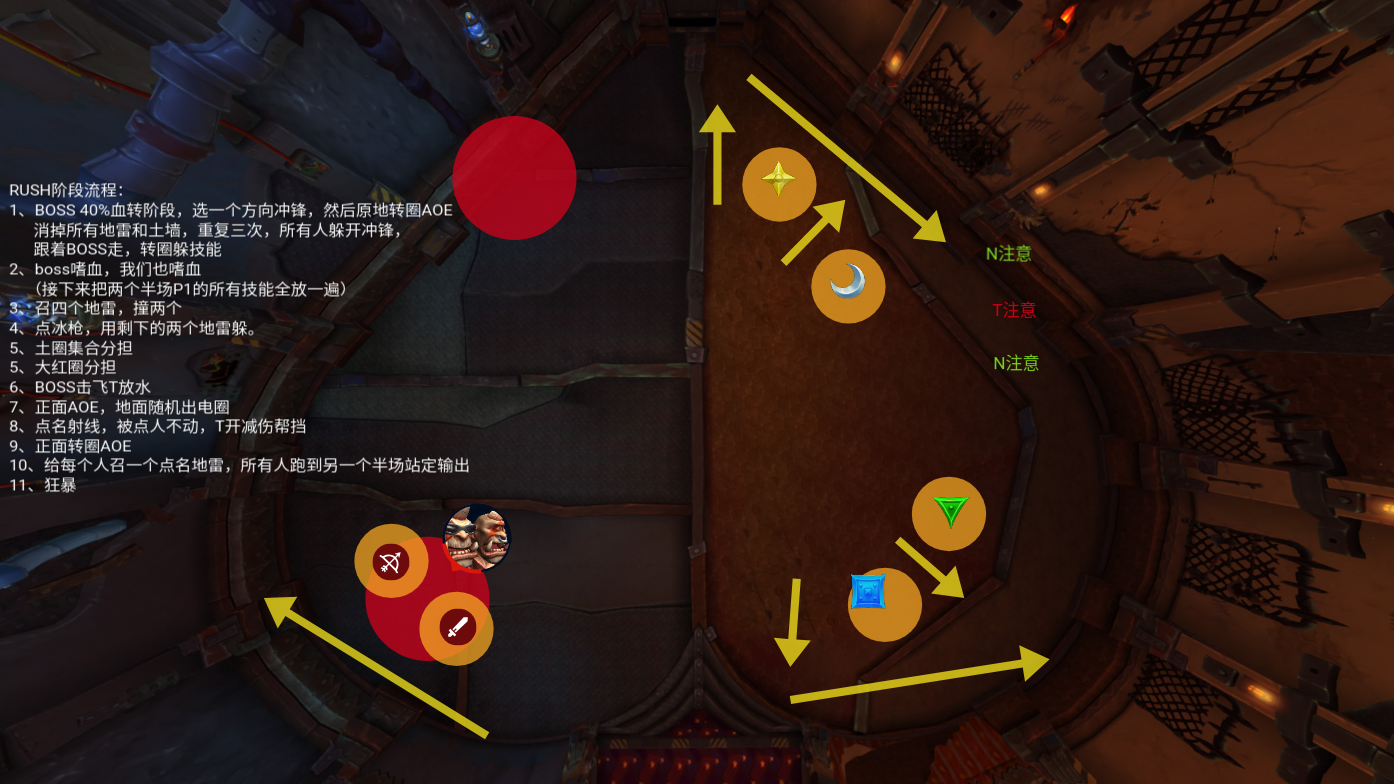 RUSH阶段流程：
1、BOSS 40%血转阶段，选一个方向冲锋，然后原地转圈AOE
消掉所有地雷和土墙，重复三次，所有人躲开冲锋，
跟着BOSS走，转圈躲技能
2、boss嗜血，我们也嗜血
（接下来把两个半场P1的所有技能全放一遍）
3、召四个地雷，撞两个
4、点冰枪，用剩下的两个地雷躲。
5、土圈集合分担
5、大红圈分担
6、BOSS击飞T放水
7、正面AOE，地面随机出电圈
8、点名射线，被点人不动，T开减伤帮挡
9、正面转圈AOE
10、给每个人召一个点名地雷，所有人跑到另一个半场站定输出
11、狂暴
N注意
T注意
N注意